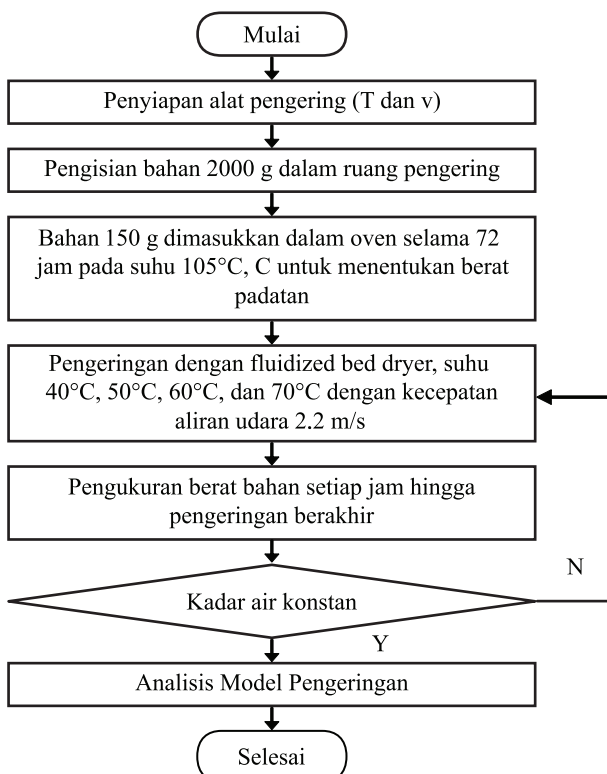 Mulai
Penyiapan alat pengering (T dan v)
Pengisian bahan 2000 g dalam ruang pengering
Bahan 150 g dimasukkan dalam oven selama 72
jam pada suhu 105°C, C untuk menentukan berat
padatan
Pengeringan dengan fluidized bed dryer, suhu
40°C, 50°C, 60°C, dan 70°C dengan kecepatan
aliran udara 2.2 m/s
Pengukuran berat bahan setiap jam hingga
pengeringan berakhir
N
Kadar air konstan
Y
Analisis Model Pengeringan
Selesai